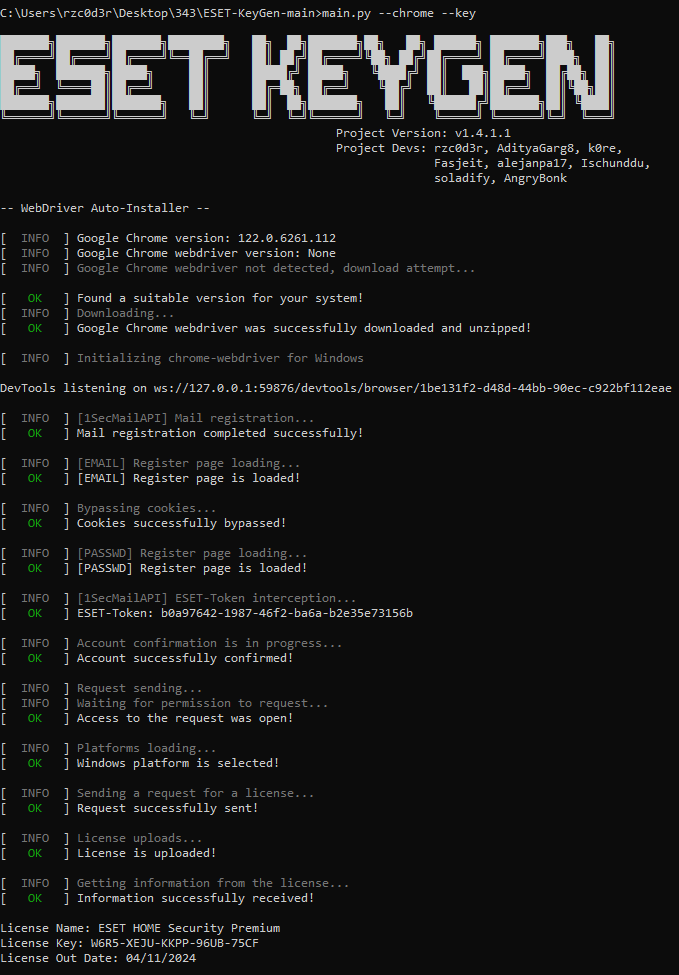 C:\Users\rzc0d3r\Desktop\343\ESET-KeyGen-main>main.py --chrome --key
ESET KEYGEN
Project Version: v1.4.1.1
Project Devs: rzc0d3r, AdityaGarg8, k0re,
Fasjeit, alejanpa17, Ischunddu,
soladify, AngryBonk
-- WebDriver Auto-Installer --
[ INFO ] Google Chrome version: 122.0.6261.112
[ INFO ] Google Chrome webdriver version: None
[ INFO ] Google Chrome webdriver not detected, download attempt...
[ OK ] Found a suitable version for your system!
[ INFO ] Downloading...
[ OK ] Google Chrome webdriver was successfully downloaded and unzipped!
[ INFO ] Initializing chrome-webdriver for Windows
DevTools listening on ws://127.0.0.1:59876/devtools/browser/1be131f2-d48d-44bb-90ec-c922bf112eae
[ INFO ] [1SecMailAPI] Mail registration...
[ OK ] Mail registration completed successfully!
[ INFO ] [EMAIL] Register page loading...
[ OK ] [EMAIL] Register page is loaded!
[ INFO ] Bypassing cookies...
[ OK ] Cookies successfully bypassed!
[ INFO ] [PASSWD] Register page loading...
[ OK ] [PASSWD] Register page is loaded!
[ INFO ] [1SecMailAPI] ESET-Token interception...
[ OK ] ESET-Token: b0a97642-1987-46f2-ba6a-b2e35e73156b
[ INFO ] Account confirmation is in progress...
[ OK ] Account successfully confirmed!
[ INFO ] Request sending...
[ INFO ] Waiting for permission to request...
[ OK ] Access to the request was open!
[ INFO ] Platforms loading...
[ OK ] Windows platform is selected!
[ INFO ] Sending a request for a license...
[ OK ] Request successfully sent!
[ INFO ] License uploads...
[ OK ] License is uploaded!
[ INFO ] Getting information from the license...
[ OK ] Information successfully received!
License Name: ESET HOME Security Premium
License Key: W6R5-XEJU-KKPP-96UB-75CF
License Out Date: 04/11/2024